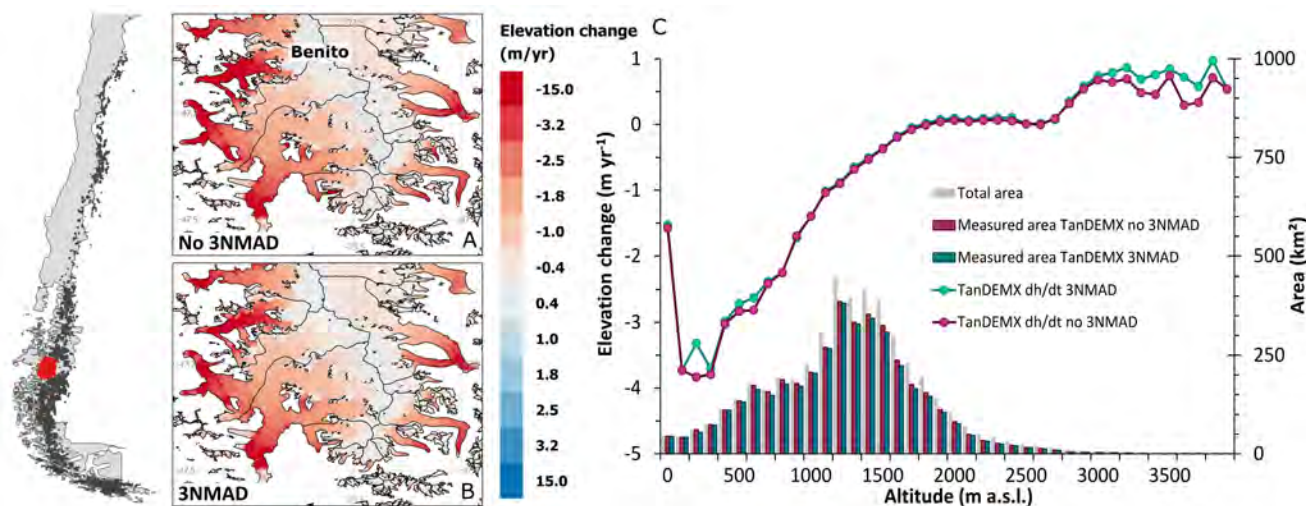 Benito
No 3NMAD
A
3NMAD
B
Elevation change
(m/yr)
-15.0
-3.2
-2.5
-1.8
-1.0
-0.4
0.4
1.0
1.8
2.5
3.2
15.0
C
Elevation change (m yr⁻¹)
1
0
-1
-2
-3
-4
-5
Total area
Measured area TanDEMX no 3NMAD
Measured area TanDEMX 3NMAD
TanDEMX dh/dt 3NMAD
TanDEMX dh/dt no 3NMAD
1000
750
500
250
0
Area (km²)
0 500 1000 1500 2000 2500 3000 3500
Altitude (m a.s.l.)